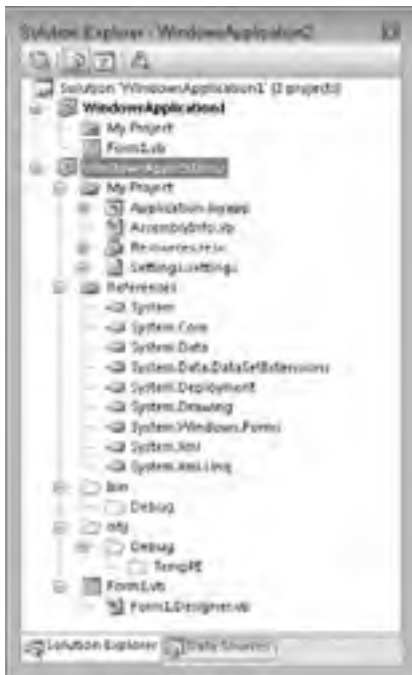 Solution Explorer - WindowsApplication2
Solution 'WindowsApplication1' (2 projects)
WindowsApplication1
My Project
Form1.vb
WindowsApplication2
My Project
Application.myapp
AssemblyInfo.vb
Resources.resx
Settings.settings
References
System
System.Core
System.Data
System.Data.DataSetExtensions
System.Deployment
System.Drawing
System.Windows.Forms
System.Xml
System.Xml.Linq
bin
Debug
obj
Debug
TempPE
Form1.vb
Form1.Designer.vb
Solution Explorer Data Sources